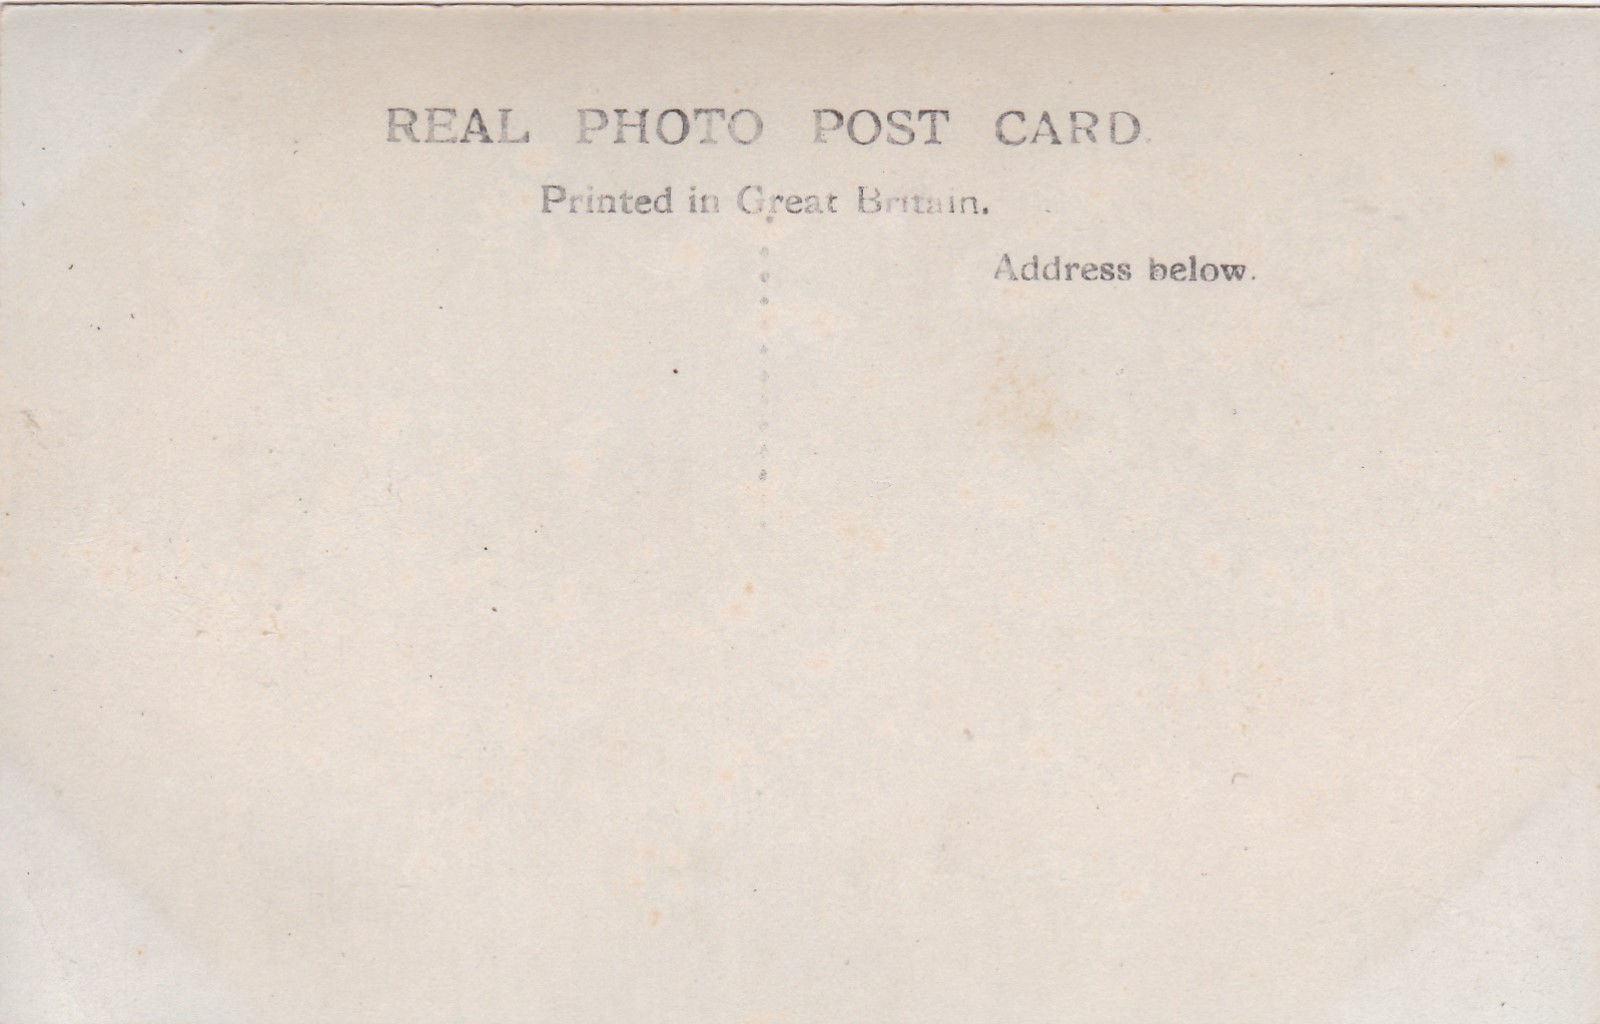 REAL PHOTO POST CARD.
Printed in Great Britain.
Address below.